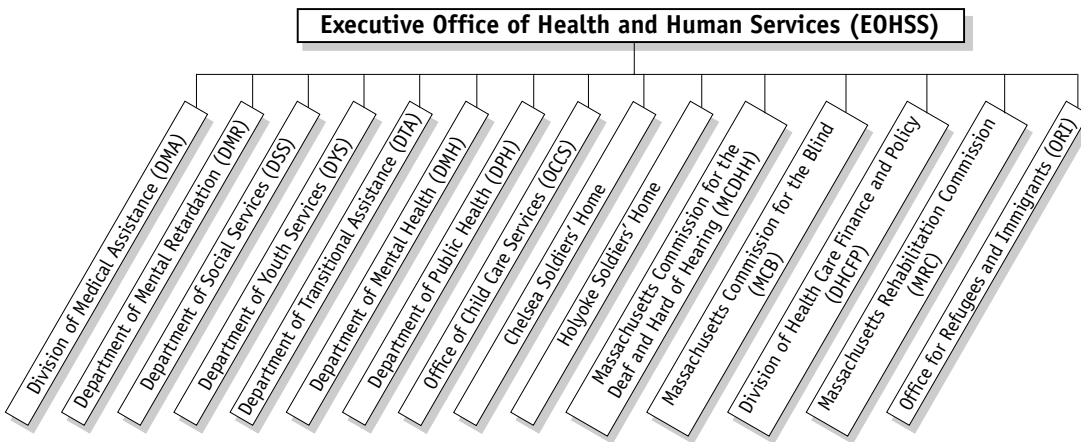 Executive Office of Health and Human Services (EOHSS)
Division of Medical Assistance (DMA)
Department of Mental Retardation (DMR)
Department of Social Services (DSS)
Department of Youth Services (DYS)
Department of Transitional Assistance (DTA)
Department of Mental Health (DMH)
Department of Public Health (DPH)
Office of Child Care Services (OCCS)
Chelsea Soldiers' Home
Holyoke Soldiers' Home
Massachusetts Commission for the
Deaf and Hard of Hearing (MCDHH)
Massachusetts Commission for the Blind
(MCB)
Division of Health Care Finance and Policy
(DHCFP)
Massachusetts Rehabilitation Commission
(MRC)
Office for Refugees and Immigrants (ORI)